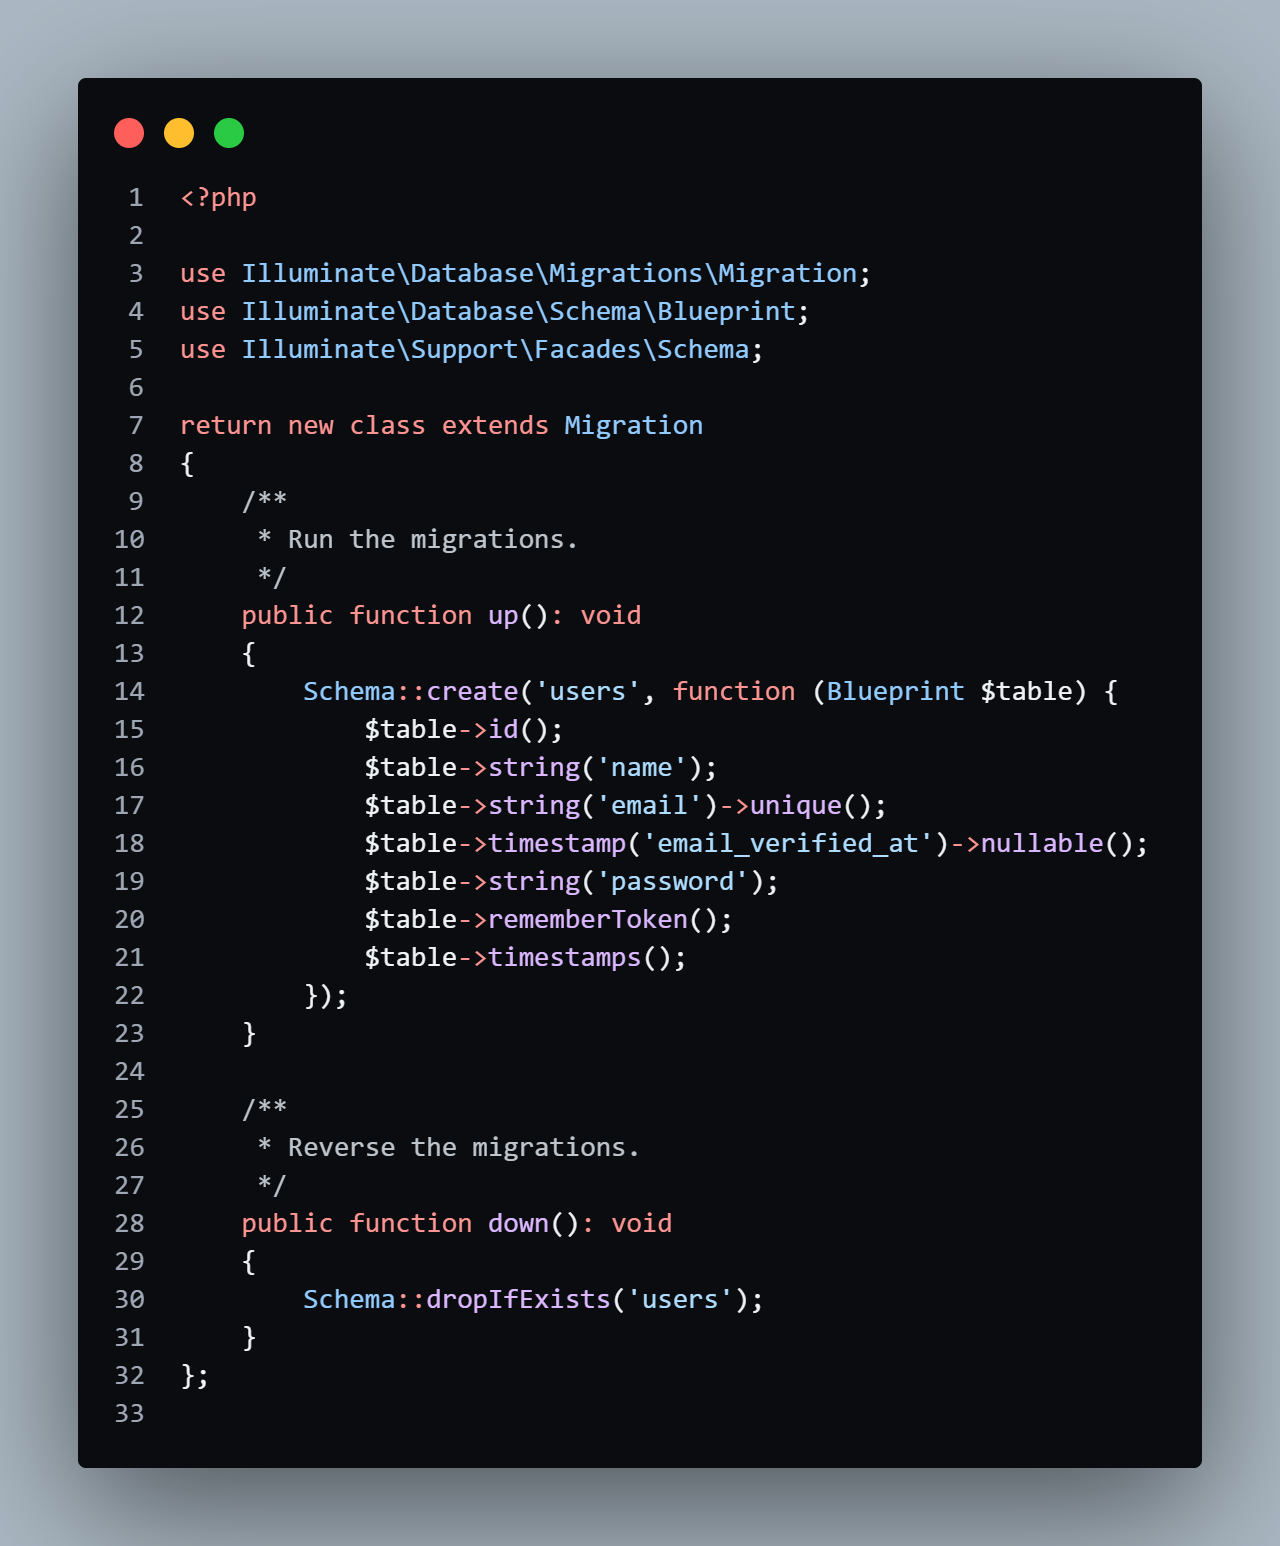 1 <?php
2
3 use Illuminate\Database\Migrations\Migration;
4 use Illuminate\Database\Schema\Blueprint;
5 use Illuminate\Support\Facades\Schema;
6
7 return new class extends Migration
8 {
9     /**
10      * Run the migrations.
11      */
12     public function up(): void
13     {
14         Schema::create('users', function (Blueprint $table) {
15             $table->id();
16             $table->string('name');
17             $table->string('email')->unique();
18             $table->timestamp('email_verified_at')->nullable();
19             $table->string('password');
20             $table->rememberToken();
21             $table->timestamps();
22         });
23     }
24
25     /**
26      * Reverse the migrations.
27      */
28     public function down(): void
29     {
30         Schema::dropIfExists('users');
31     }
32 };
33